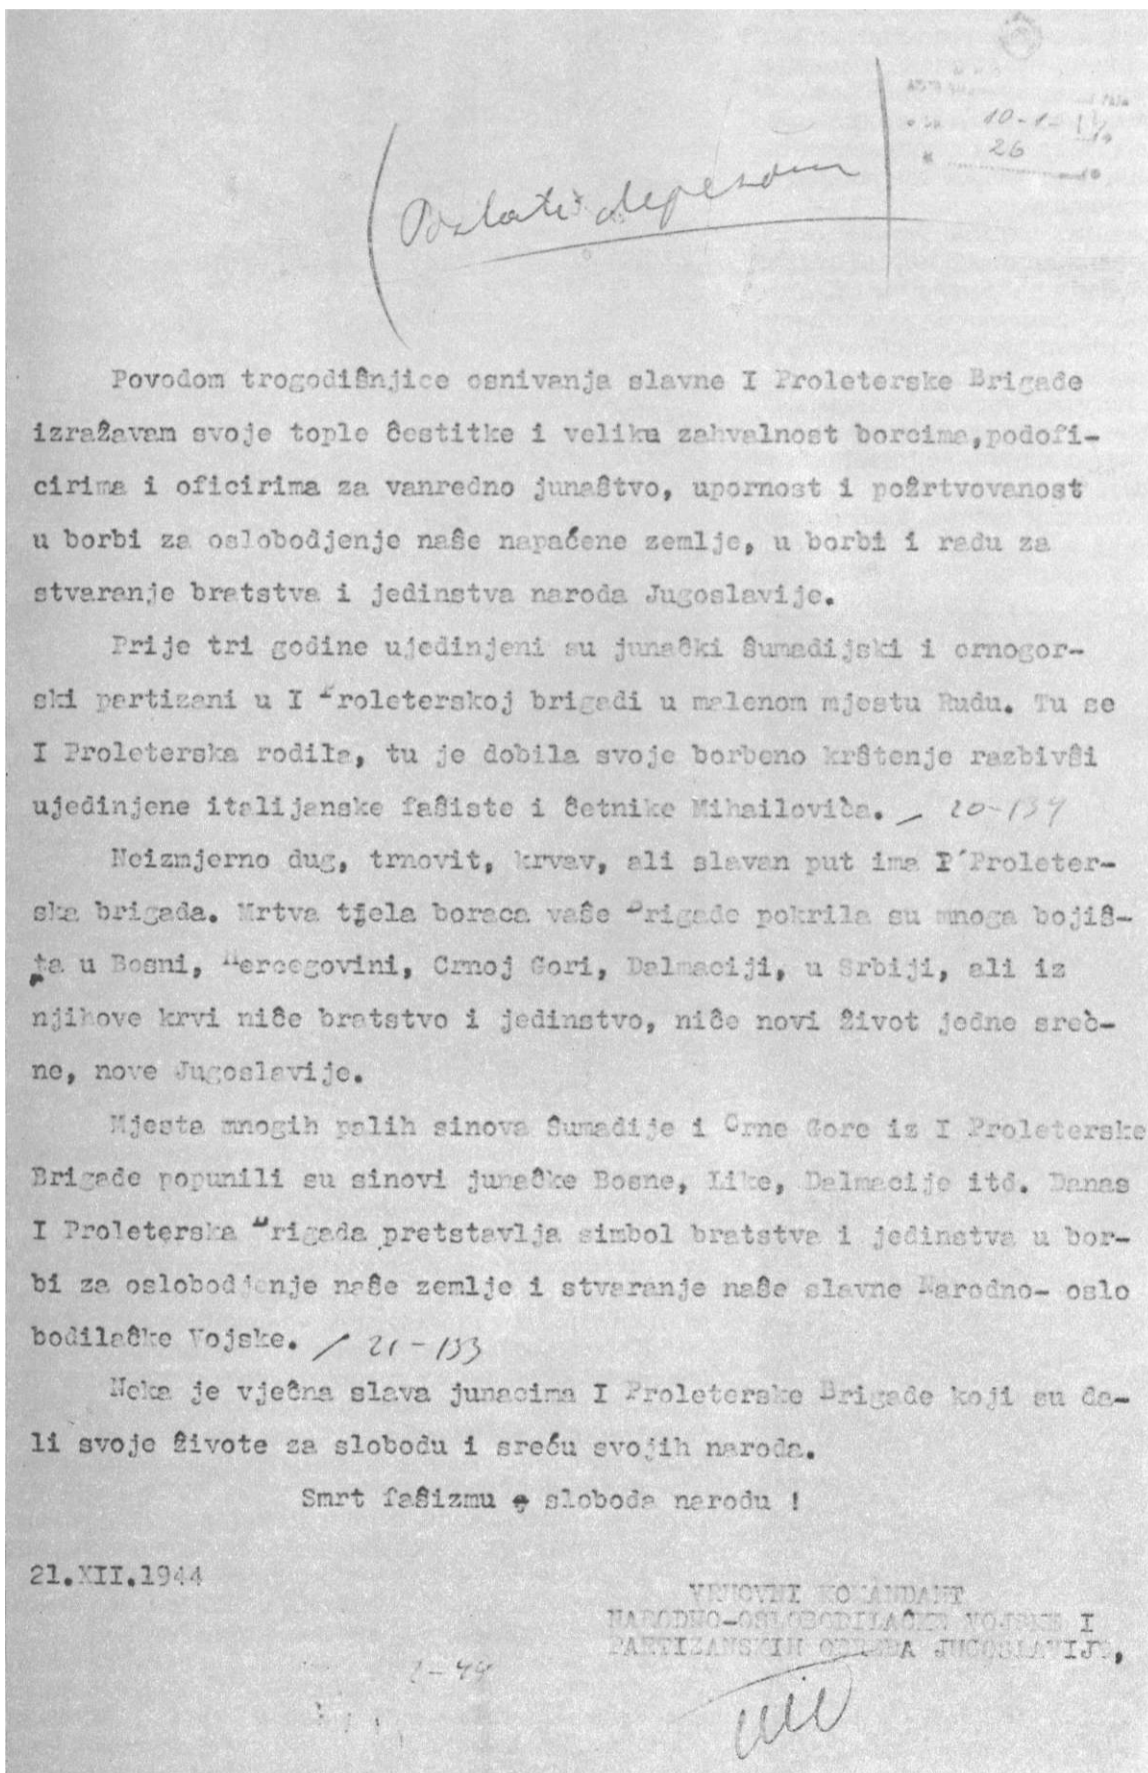 10-1-
26
(Poslati depešom)
Povodom trogodišnjice osnivanja slavne I Proleterske Brigade
izražavam svoje tople čestitke i veliku zahvalnost borcima,podofi-
cirima i oficirima za vanredno junaštvo, upornost i požrtvovanost
u borbi za oslobodjenje naše napaćene zemlje, u borbi i radu za
stvaranje bratstva i jedinstva naroda Jugoslavije.
Prije tri godine ujedinjeni su junački šumadijski i crnogor-
ski partizani u I Proleterskoj brigadi u malenom mjestu Rudu. Tu se
I Proleterska rodila, tu je dobila svoje borbeno krštenje razbivši
ujedinjene italijanske fašiste i četnike Mihailovića. / 20-139
Neizmjerno dug, trnovit, krvav, ali slavan put ima I Proleter-
ska brigada. Mrtva tjela boraca vaše Brigade pokrila su mnoga bojiš-
ta u Bosni, Hercegovini, Crnoj Gori, Dalmaciji, u Srbiji, ali iz
njihove krvi niče bratstvo i jedinstvo, niče novi život jedne sreć-
ne, nove Jugoslavije.
Mjesta mnogih palih sinova Šumadije i Crne Gore iz I Proleterske
Brigade popunili su sinovi junačke Bosne, Like, Dalmacije itd. Danas
I Proleterska Brigada pretstavlja simbol bratstva i jedinstva u bor-
bi za oslobodjenje naše zemlje i stvaranje naše slavne Narodno- oslo
bodilačke Vojske. / 21-133
Neka je vječna slava junacima I Proleterske Brigade koji su da-
li svoje živote za slobodu i sreću svojih naroda.
Smrt fašizmu - sloboda narodu !
21.XII.1944
VRHOVNI KOMANDANT
NARODNO-OSLOBODILAČKE VOJSKE I
PARTIZANSKIH ODREDA JUGOSLAVIJE,
2-44